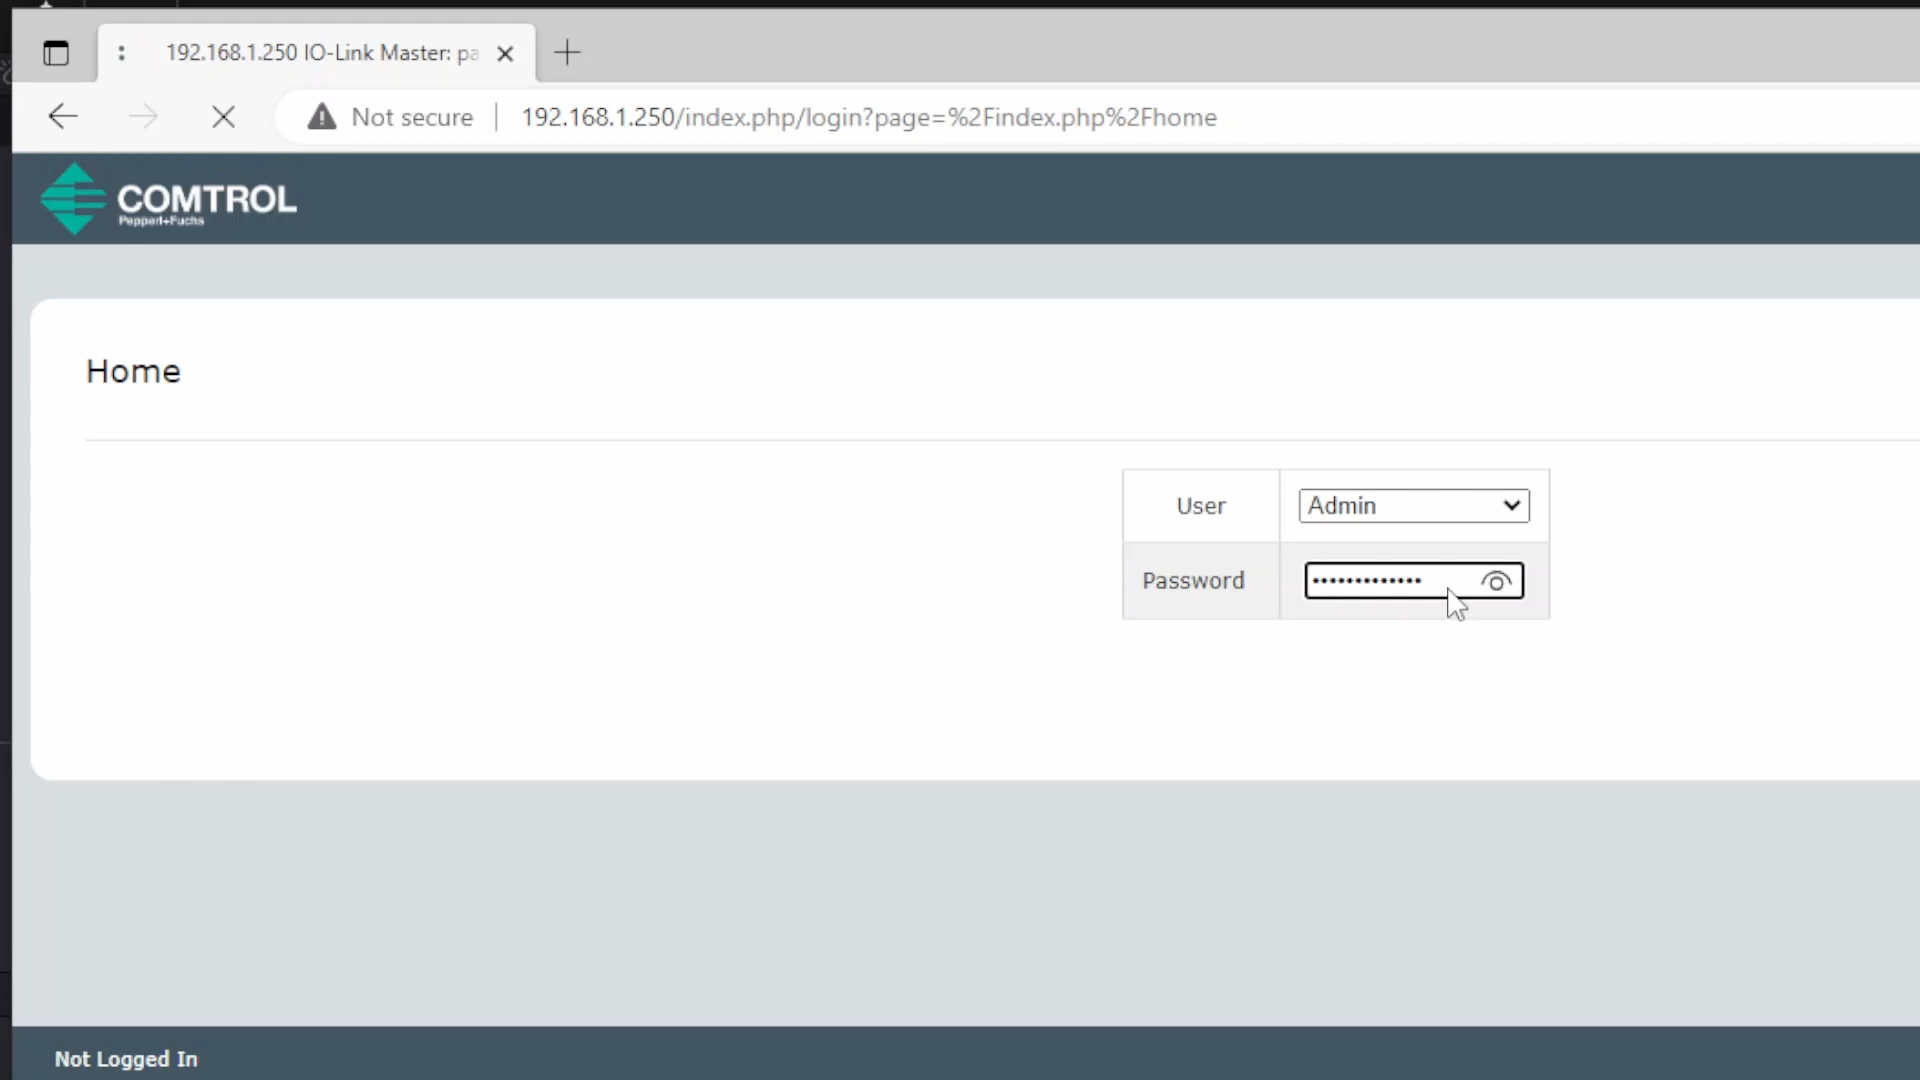 192.168.1.250 IO-Link Master: pa
Not secure
192.168.1.250/index.php/login?page=%2Findex.php%2Fhome
COMTROL
Pepperl+Fuchs
Home
User
Admin
Password
•••••••••••••
Not Logged In